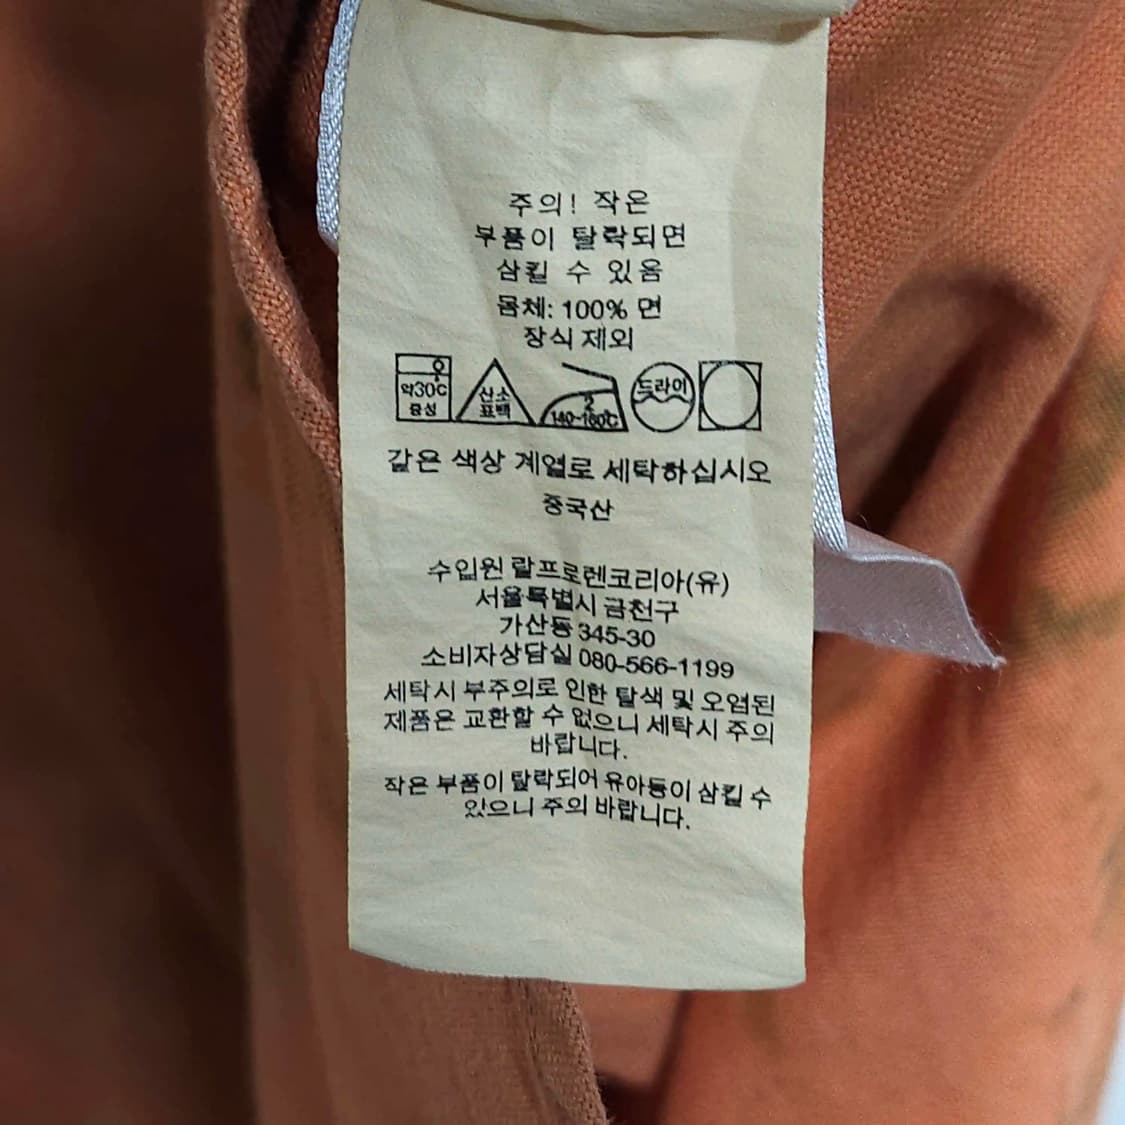 주의! 작은
부품이 탈락되면
삼킬 수 있음
몸체: 100% 면
장식 제외
약30℃
중성
산소
표백
2
140~160℃
드라이
같은 색상 계열로 세탁하십시오
중국산
수입원 랄프로렌코리아(유)
서울특별시 금천구
가산동 345-30
소비자상담실 080-566-1199
세탁시 부주의로 인한 탈색 및 오염된
제품은 교환할 수 없으니 세탁시 주의
바랍니다.
작은 부품이 탈락되어 유아등이 삼킬 수
있으니 주의 바랍니다.